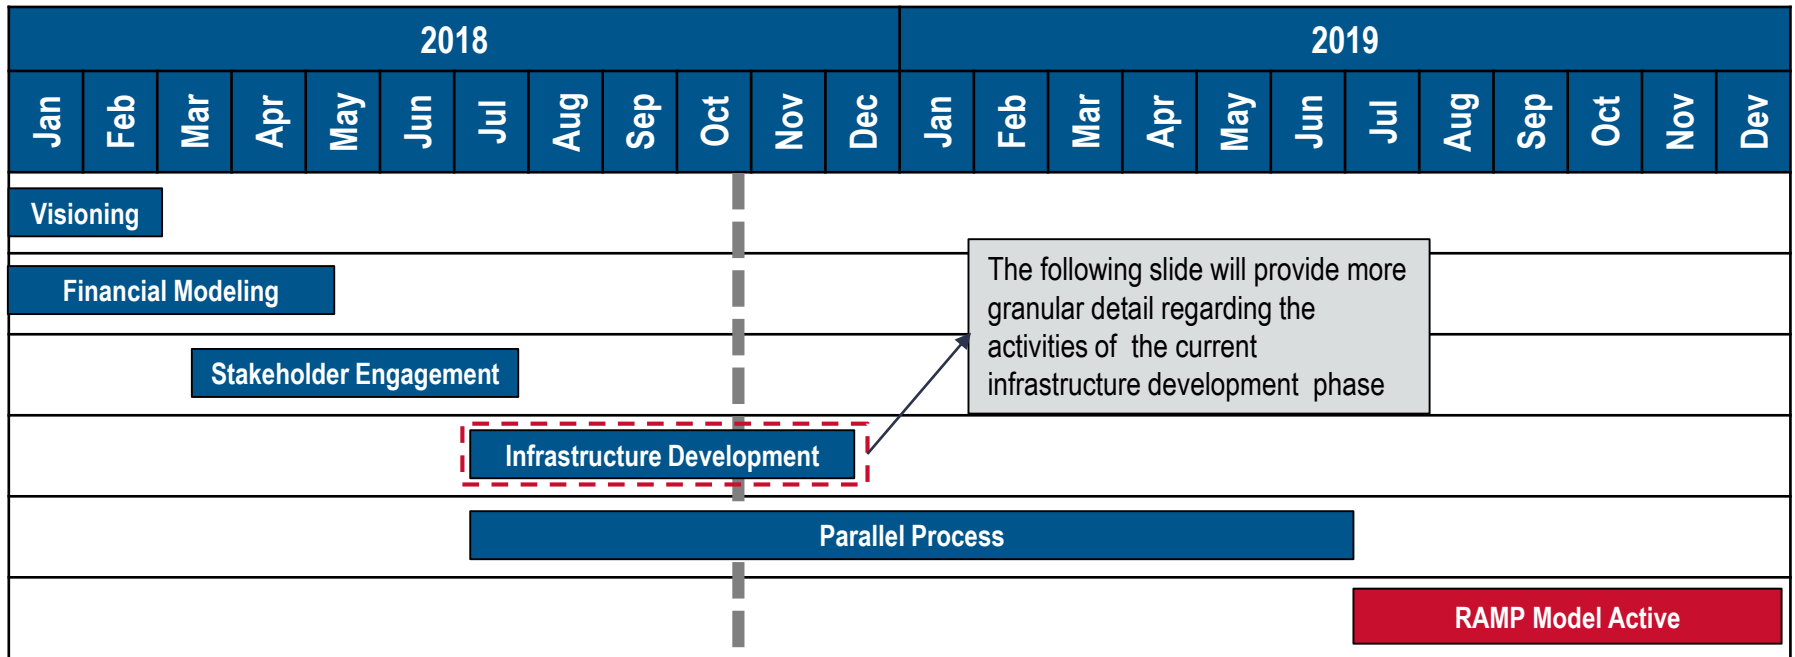 2018 2019
Jan Feb Mar Apr May Jun Jul Aug Sep Oct Nov Dec Jan Feb Mar Apr May Jun Jul Aug Sep Oct Nov Dev
Visioning
Financial Modeling
The following slide will provide more
granular detail regarding the
activities of the current
infrastructure development phase
Stakeholder Engagement
Infrastructure Development
Parallel Process
RAMP Model Active